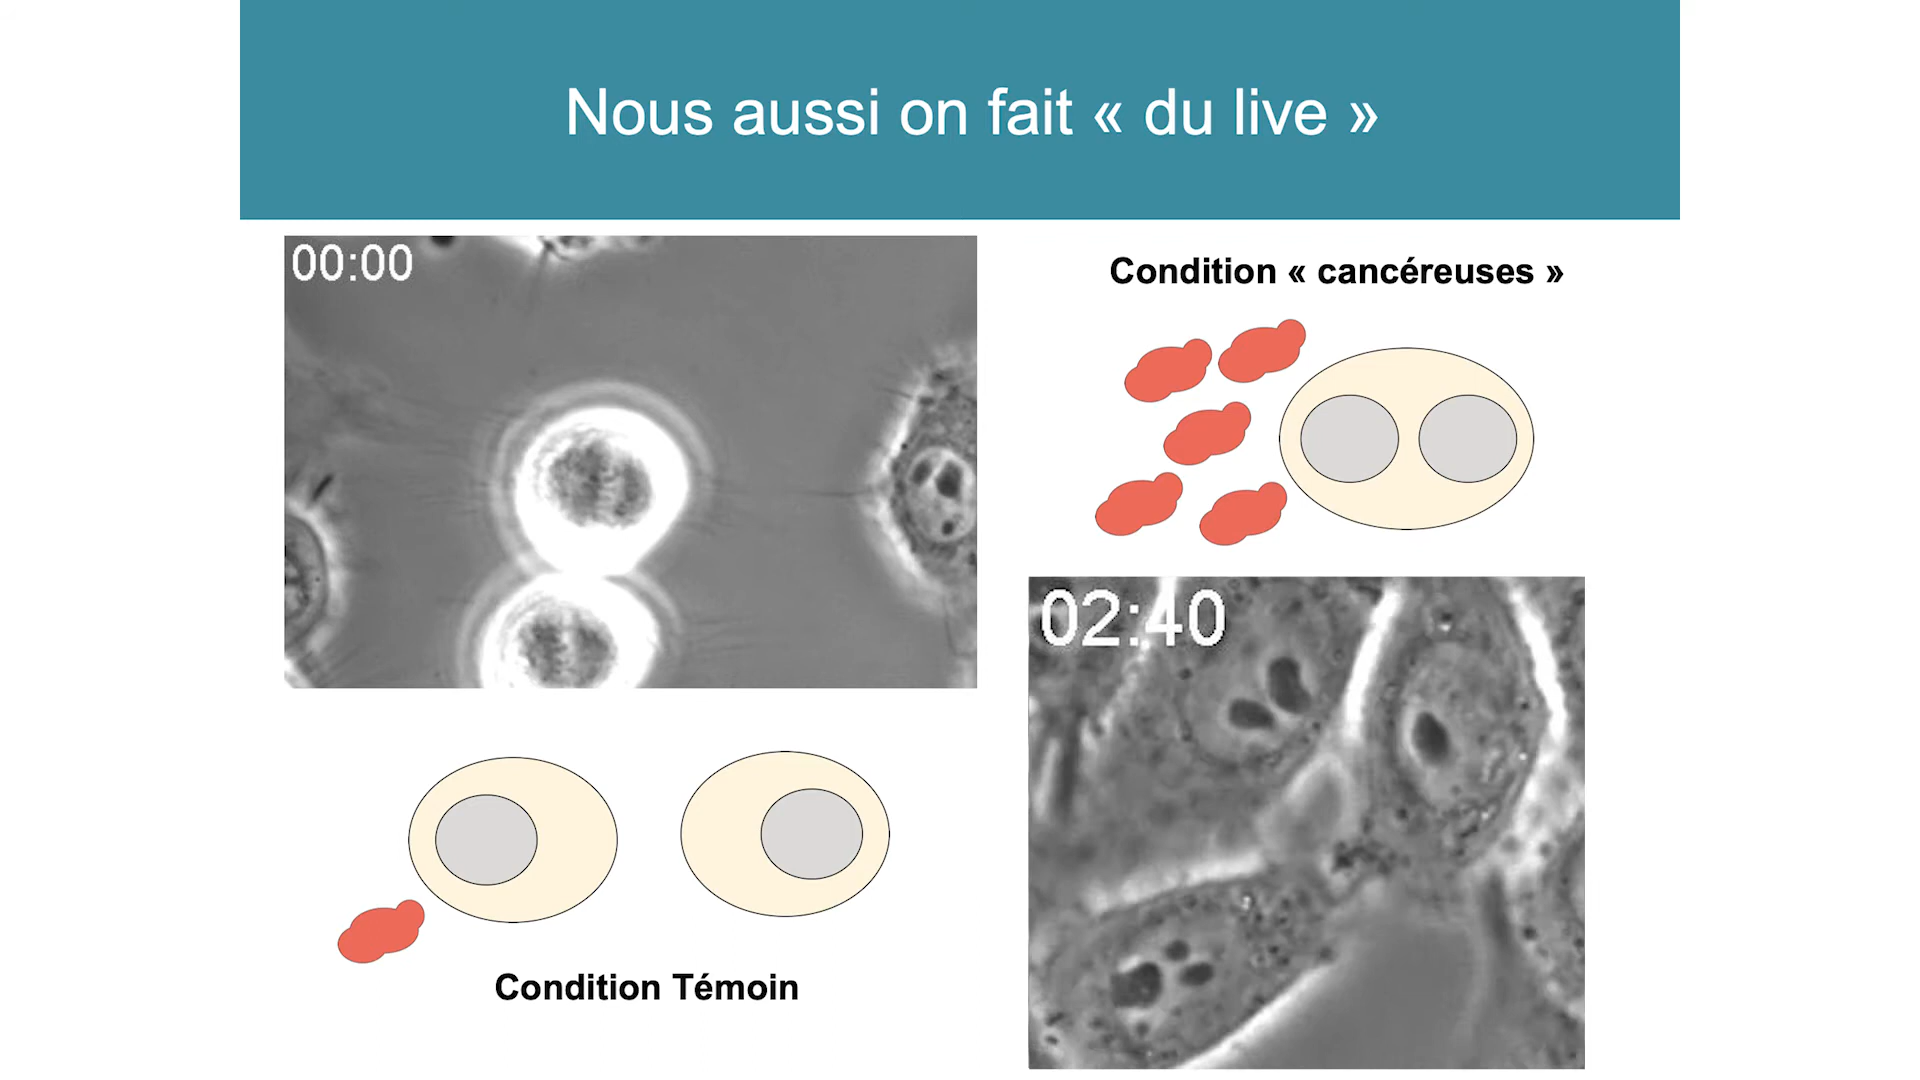 Nous aussi on fait « du live »
00:00
Condition « cancéreuses »
02:40
Condition Témoin